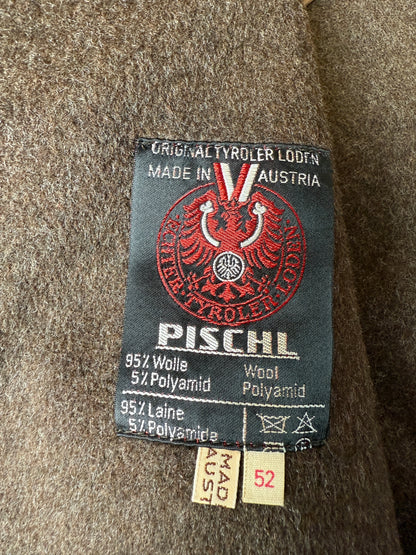 ORIGINAL TYROLER LODEN
MADE IN AUSTRIA
ECHTER-TYROLER-LODEN
PISCHL
95% Wolle Wool
5% Polyamid Polyamid
95% Laine
5% Polyamide
MAD
AUST
52